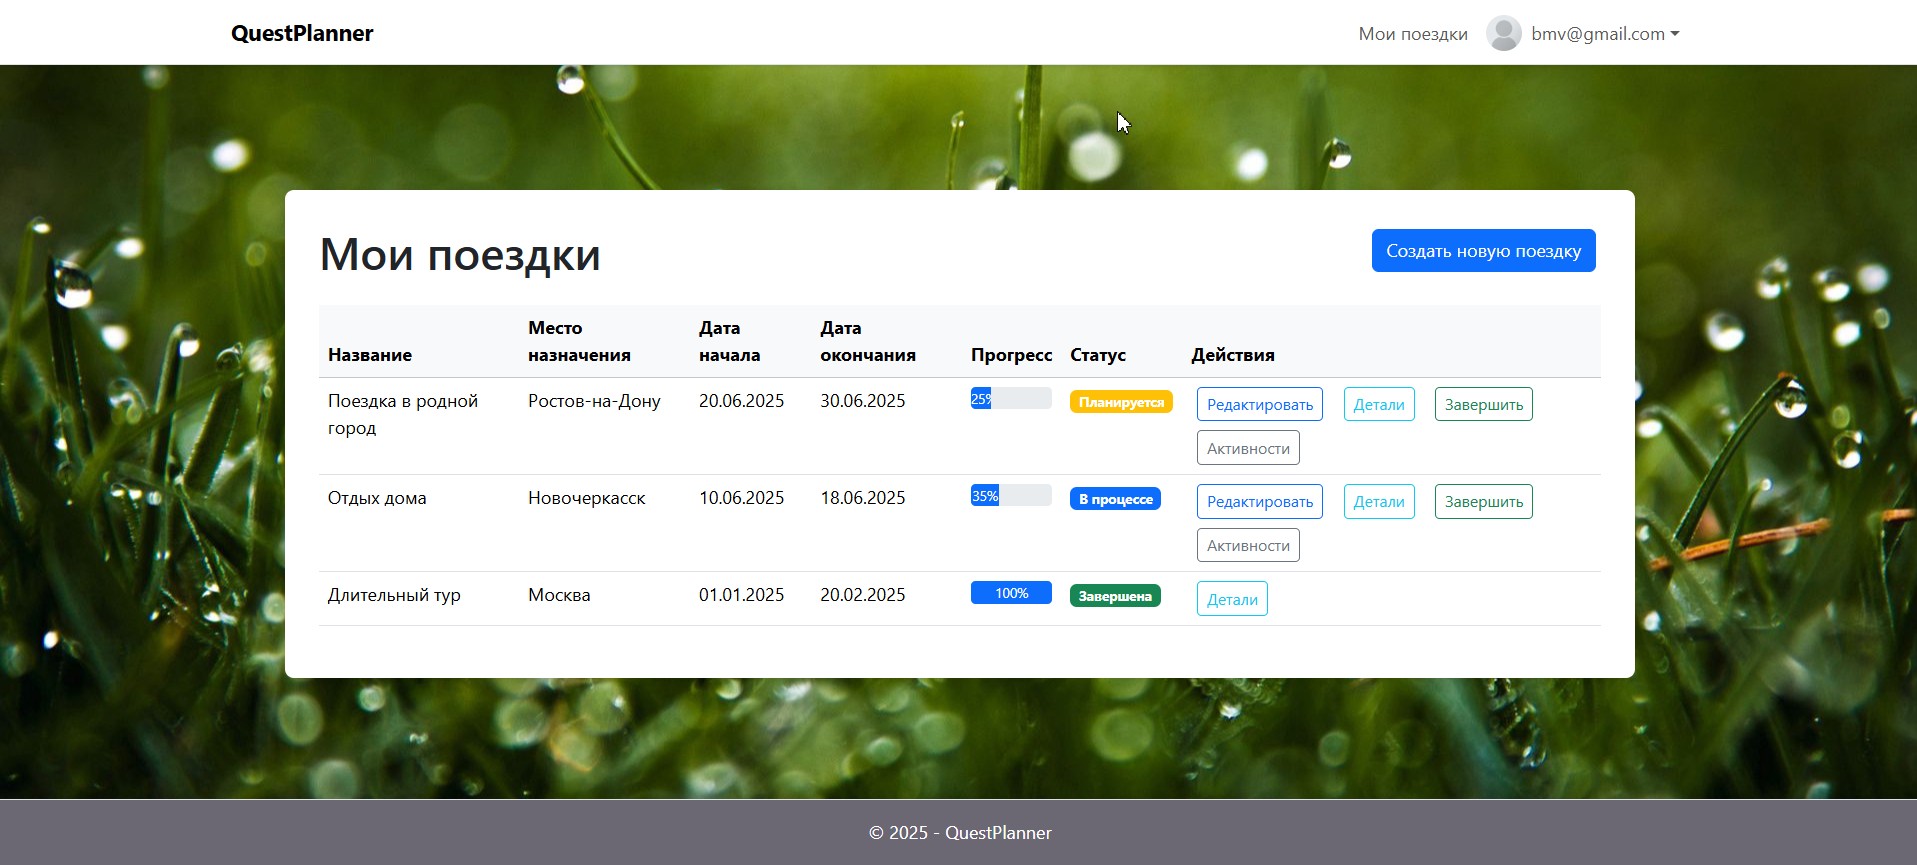 QuestPlanner
Мои поездки
bmv@gmail.com
Мои поездки
Создать новую поездку
Название
Место
назначения
Дата
начала
Дата
окончания
Прогресс
Статус
Действия
Поездка в родной
город
Ростов-на-Дону
20.06.2025
30.06.2025
25%
Планируется
Редактировать
Детали
Завершить
Активности
Отдых дома
Новочеркасск
10.06.2025
18.06.2025
35%
В процессе
Редактировать
Детали
Завершить
Активности
Длительный тур
Москва
01.01.2025
20.02.2025
100%
Завершена
Детали
© 2025 - QuestPlanner